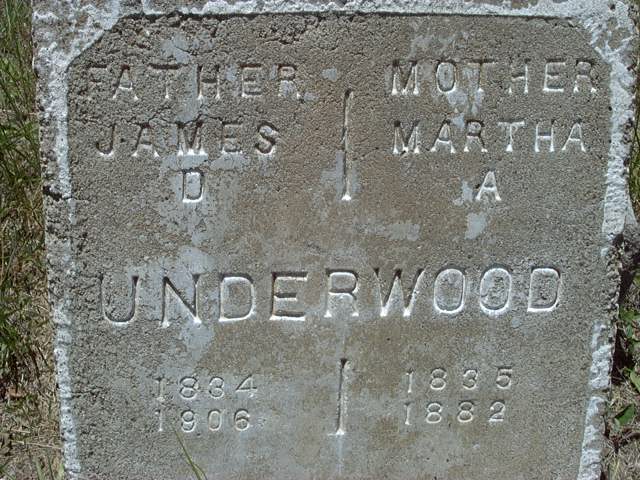 FATHER MOTHER
JAMES MARTHA
D A
UNDERWOOD
1834 1835
1906 1882